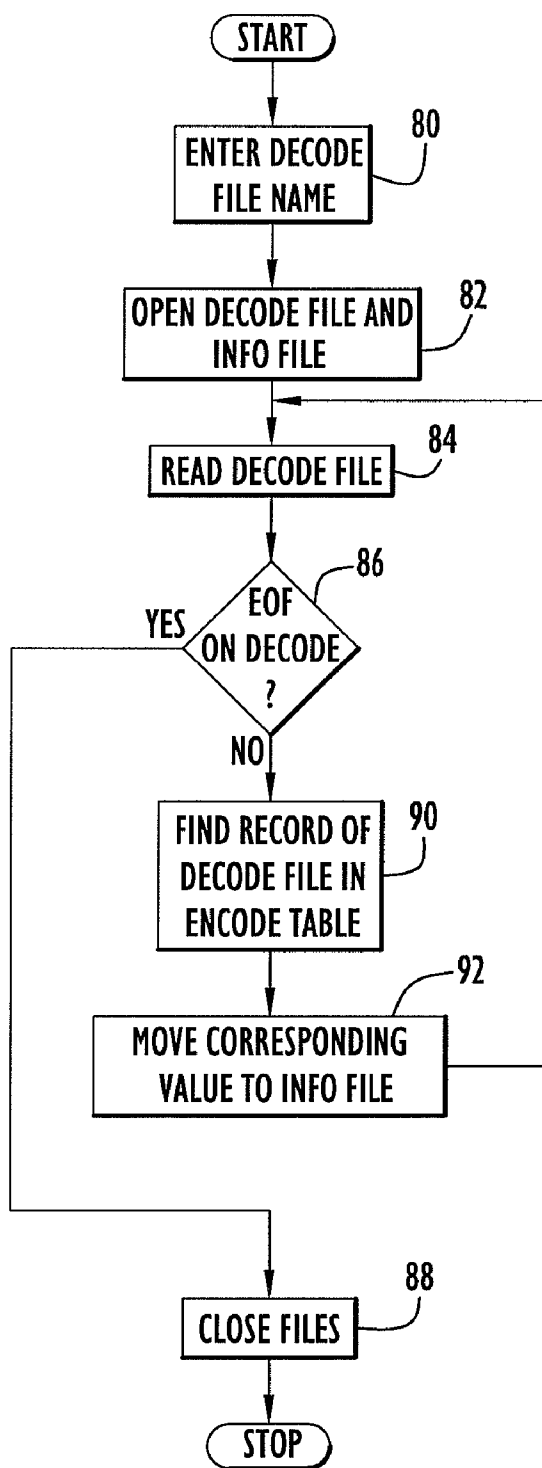 START
80
ENTER DECODE
FILE NAME
82
OPEN DECODE FILE AND
INFO FILE
84
READ DECODE FILE
86
EOF
YES
ON DECODE
?
NO
90
FIND RECORD OF
DECODE FILE IN
ENCODE TABLE
92
MOVE CORRESPONDING
VALUE TO INFO FILE
88
CLOSE FILES
STOP